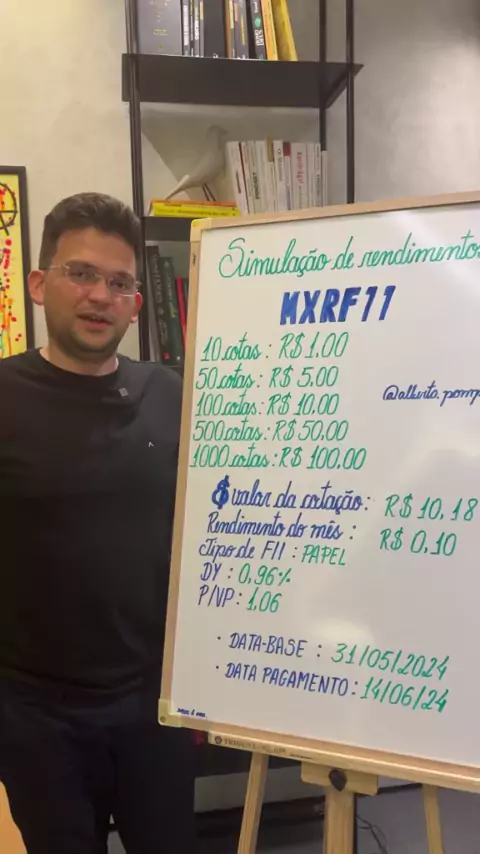 Simulação de rendimentos
MXRF11
10 cotas : R$ 1.00
50 cotas : R$ 5,00
100 cotas : R$ 10,00
500 cotas : R$ 50,00
1000 cotas : R$ 100,00
$ valor da cotação : R$ 10,18
Rendimento do mês : R$ 0,10
Tipo de FII : PAPEL
DY : 0,96%
P/VP : 1,06
· DATA-BASE : 31/05/2024
· DATA PAGAMENTO : 14/06/24